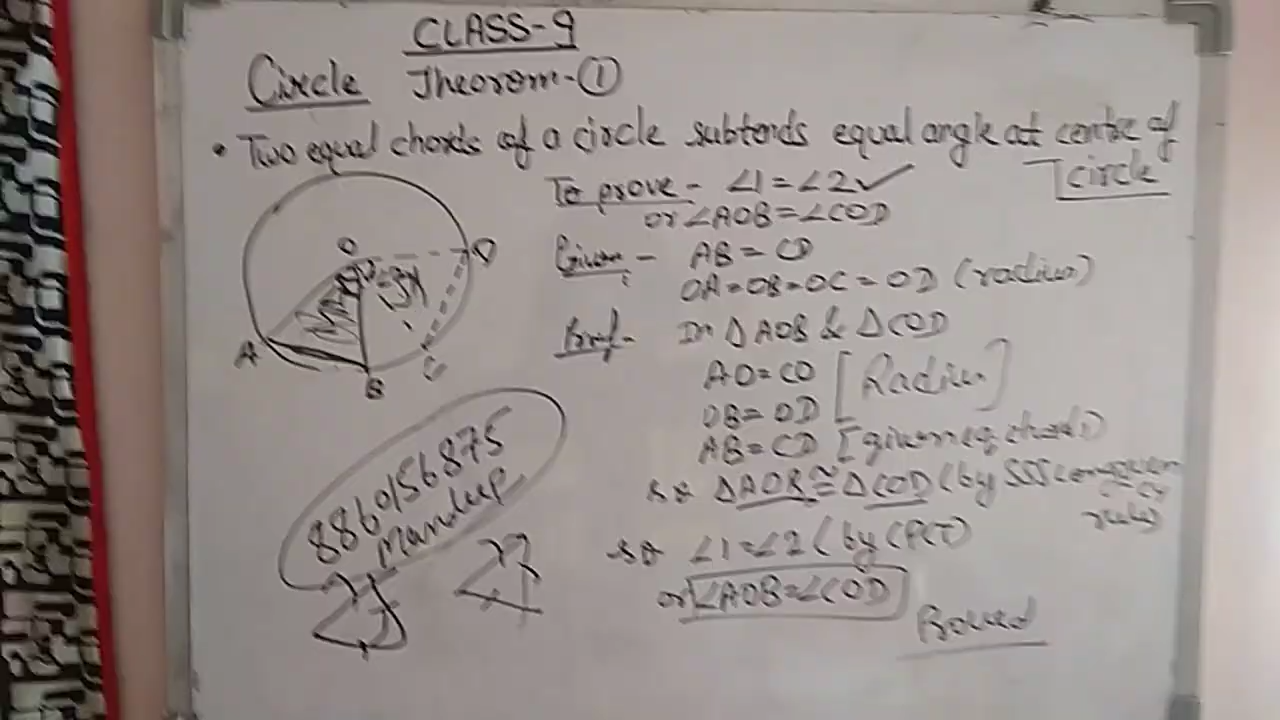 CLASS-9
Circle Theorom-①
• Two equal chords of a circle subtends equal angle at centre of circle
To prove - ∠1=∠2✓
or ∠AOB=∠COD
Given - AB = CD
OA=OB=OC=OD (radius)
Proof- In △AOB & △COD
AO=CO [Radius]
OB=OD
AB=CD [given eq. chords]
so △AOB≅△COD (by SSS congruence rule)
so ∠1=∠2 (by CPCT)
or ∠AOB=∠COD
Proved
O
D
A
B
C
8860156875
Mandeep